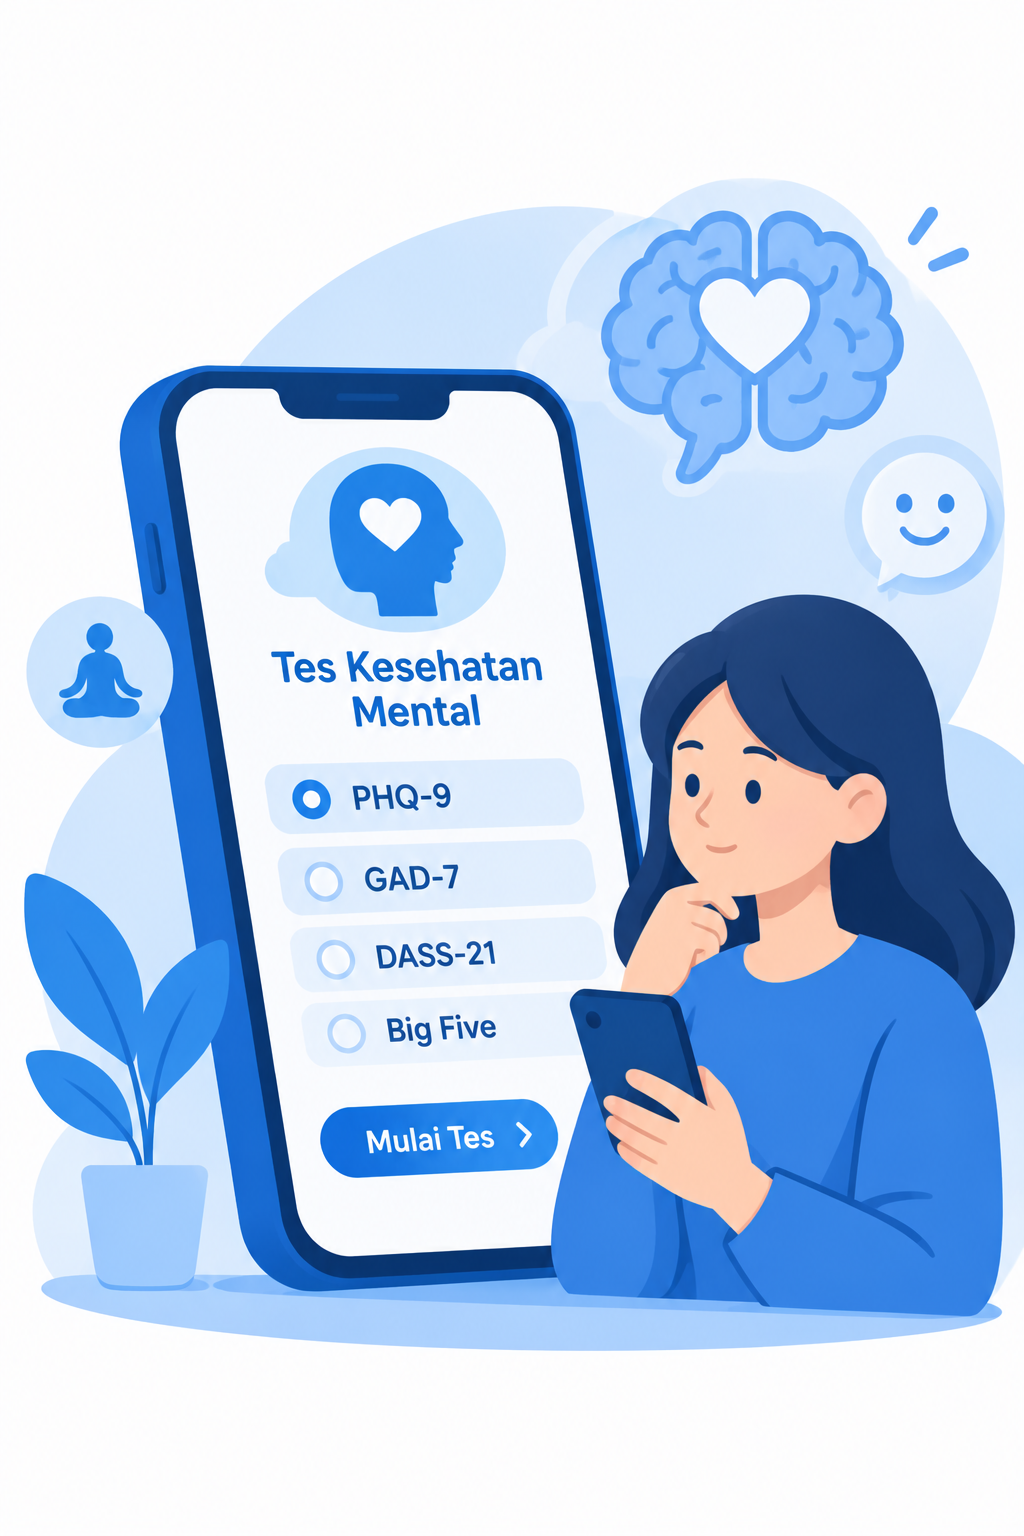 Tes Kesehatan
Mental
PHQ-9
GAD-7
DASS-21
Big Five
Mulai Tes